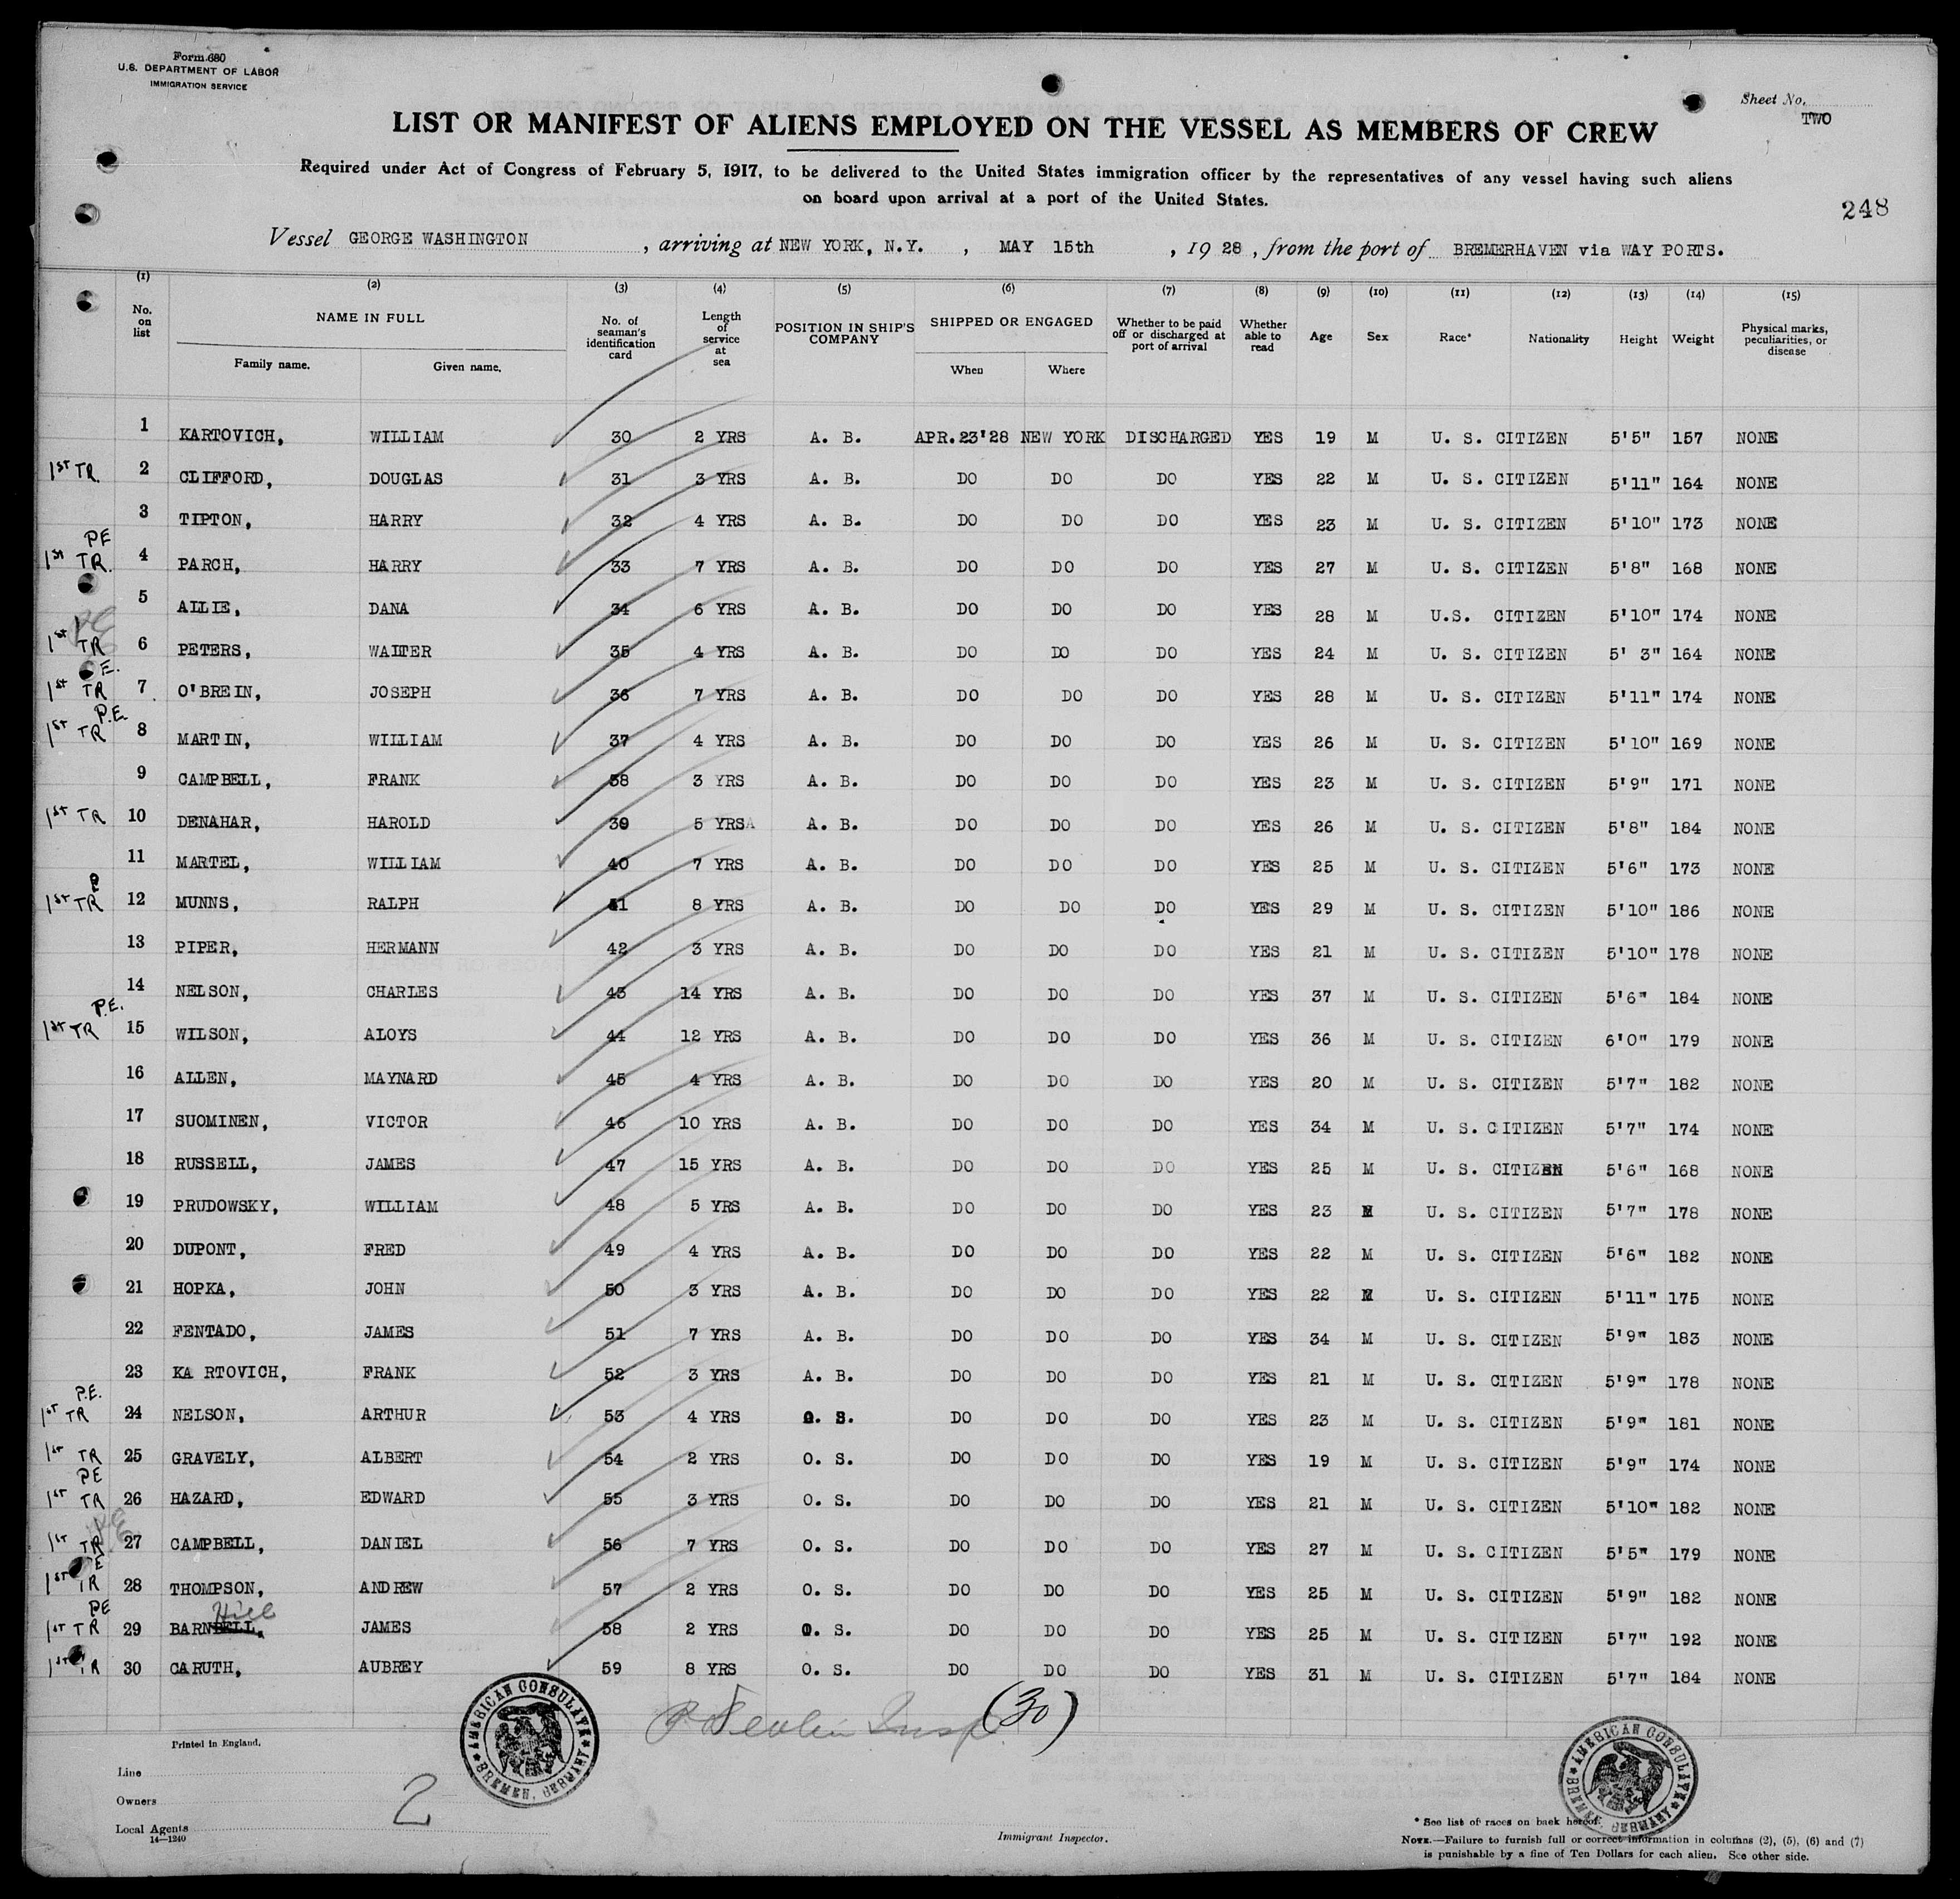 Form 680
U.S. DEPARTMENT OF LABOR
IMMIGRATION SERVICE
Sheet No.
TWO
LIST OR MANIFEST OF ALIENS EMPLOYED ON THE VESSEL AS MEMBERS OF CREW
Required under Act of Congress of February 5, 1917, to be delivered to the United States immigration officer by the representatives of any vessel having such aliens
on board upon arrival at a port of the United States.
248
Vessel GEORGE WASHINGTON , arriving at NEW YORK, N.Y. , MAY 15th , 19 28 , from the port of BREMERHAVEN via WAY PORTS.
(1) (2) (3) (4) (5) (6) (7) (8) (9) (10) (11) (12) (13) (14) (15)
No. on list NAME IN FULL Family name. Given name. No. of seaman's identification card Length of service at sea POSITION IN SHIP'S COMPANY SHIPPED OR ENGAGED When Where Whether to be paid off or discharged at port of arrival Whether able to read Age Sex Race* Nationality Height Weight Physical marks, peculiarities, or disease
1 KARTOVICH, WILLIAM 30 2 YRS A. B. APR.23'28 NEW YORK DISCHARGED YES 19 M U. S. CITIZEN 5'5" 157 NONE
1st TR. 2 CLIFFORD, DOUGLAS 31 3 YRS A. B. DO DO DO YES 22 M U. S. CITIZEN 5'11" 164 NONE
3 TIPTON, HARRY 32 4 YRS A. B. DO DO DO YES 23 M U. S. CITIZEN 5'10" 173 NONE
PE
1st TR. 4 PARCH, HARRY 33 7 YRS A. B. DO DO DO YES 27 M U. S. CITIZEN 5'8" 168 NONE
5 ALLIE, DANA 34 6 YRS A. B. DO DO DO YES 28 M U.S. CITIZEN 5'10" 174 NONE
PE
1st TR 6 PETERS, WALTER 35 4 YRS A. B. DO DO DO YES 24 M U. S. CITIZEN 5' 3" 164 NONE
E.
1st TR 7 O'BREIN, JOSEPH 36 7 YRS A. B. DO DO DO YES 28 M U. S. CITIZEN 5'11" 174 NONE
P.E.
1st TR 8 MARTIN, WILLIAM 37 4 YRS A. B. DO DO DO YES 26 M U. S. CITIZEN 5'10" 169 NONE
9 CAMPBELL, FRANK 38 3 YRS A. B. DO DO DO YES 23 M U. S. CITIZEN 5'9" 171 NONE
1st TR 10 DENAHAR, HAROLD 39 5 YRSA A. B. DO DO DO YES 26 M U. S. CITIZEN 5'8" 184 NONE
11 MARTEL, WILLIAM 40 7 YRS A. B. DO DO DO YES 25 M U. S. CITIZEN 5'6" 173 NONE
1st TR 12 MUNNS, RALPH 41 8 YRS A. B. DO DO DO YES 29 M U. S. CITIZEN 5'10" 186 NONE
13 PIPER, HERMANN 42 3 YRS A. B. DO DO DO YES 21 M U. S. CITIZEN 5'10" 178 NONE
14 NELSON, CHARLES 43 14 YRS A. B. DO DO DO YES 37 M U. S. CITIZEN 5'6" 184 NONE
P.E.
1st TR 15 WILSON, ALOYS 44 12 YRS A. B. DO DO DO YES 36 M U. S. CITIZEN 6'0" 179 NONE
16 ALLEN, MAYNARD 45 4 YRS A. B. DO DO DO YES 20 M U. S. CITIZEN 5'7" 182 NONE
17 SUOMINEN, VICTOR 46 10 YRS A. B. DO DO DO YES 34 M U. S. CITIZEN 5'7" 174 NONE
18 RUSSELL, JAMES 47 15 YRS A. B. DO DO DO YES 25 M U. S. CITIZEN 5'6" 168 NONE
19 PRUDOWSKY, WILLIAM 48 5 YRS A. B. DO DO DO YES 23 M U. S. CITIZEN 5'7" 178 NONE
20 DUPONT, FRED 49 4 YRS A. B. DO DO DO YES 22 M U. S. CITIZEN 5'6" 182 NONE
21 HOPKA, JOHN 50 3 YRS A. B. DO DO DO YES 22 M U. S. CITIZEN 5'11" 175 NONE
22 FENTADO, JAMES 51 7 YRS A. B. DO DO DO YES 34 M U. S. CITIZEN 5'9" 183 NONE
23 KA RTOVICH, FRANK 52 3 YRS A. B. DO DO DO YES 21 M U. S. CITIZEN 5'9" 178 NONE
P.E.
1st TR 24 NELSON, ARTHUR 53 4 YRS O. S. DO DO DO YES 23 M U. S. CITIZEN 5'9" 181 NONE
1st TR 25 GRAVELY, ALBERT 54 2 YRS O. S. DO DO DO YES 19 M U. S. CITIZEN 5'9" 174 NONE
PE
1st TR 26 HAZARD, EDWARD 55 3 YRS O. S. DO DO DO YES 21 M U. S. CITIZEN 5'10" 182 NONE
PE
1st TR 27 CAMPBELL, DANIEL 56 7 YRS O. S. DO DO DO YES 27 M U. S. CITIZEN 5'5" 179 NONE
PE
1st TR 28 THOMPSON, ANDREW 57 2 YRS O. S. DO DO DO YES 25 M U. S. CITIZEN 5'9" 182 NONE
PE Hill
1st TR 29 BARNBELL, JAMES 58 2 YRS O. S. DO DO DO YES 25 M U. S. CITIZEN 5'7" 192 NONE
1st TR 30 CARUTH, AUBREY 59 8 YRS O. S. DO DO DO YES 31 M U. S. CITIZEN 5'7" 184 NONE
Insp. (30)
AMERICAN CONSULATE BREMEN, GERMANY
AMERICAN CONSULATE BREMEN, GERMANY
Printed in England.
Line
Owners
2
Local Agents
14—1240
Immigrant Inspector.
* See list of races on back hereof.
NOTE.—Failure to furnish full or correct information in columns (2), (5), (6) and (7)
is punishable by a fine of Ten Dollars for each alien. See other side.